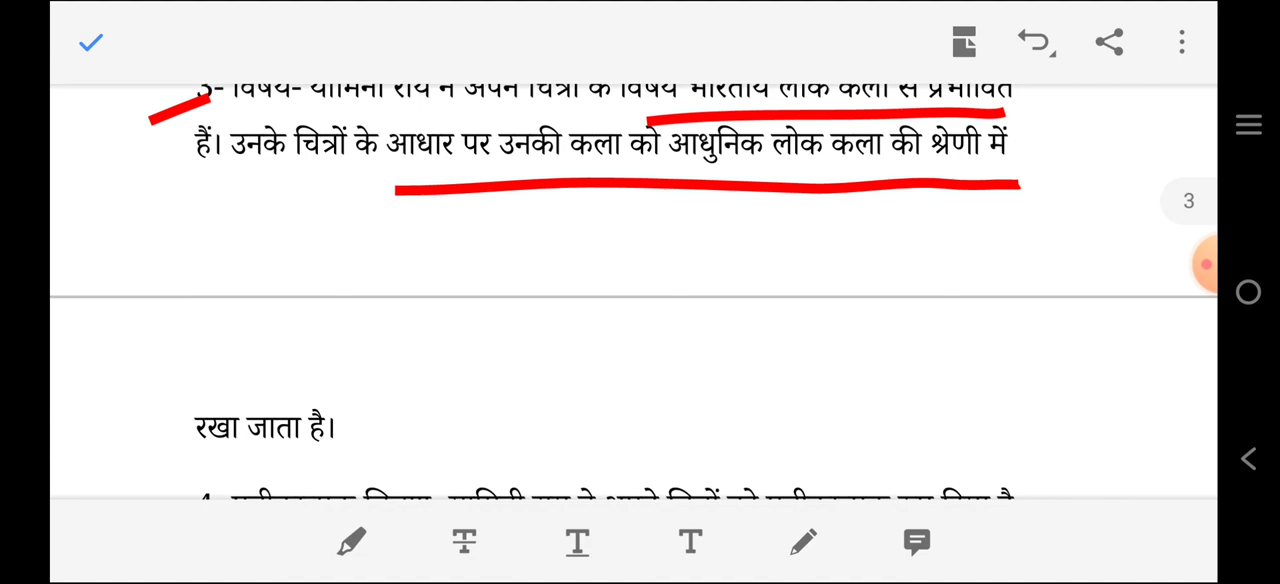 3- विषय- यामिनी राय ने अपने चित्रों के विषय भारतीय लोक कला से प्रभावित
हैं। उनके चित्रों के आधार पर उनकी कला को आधुनिक लोक कला की श्रेणी में
3
रखा जाता है।